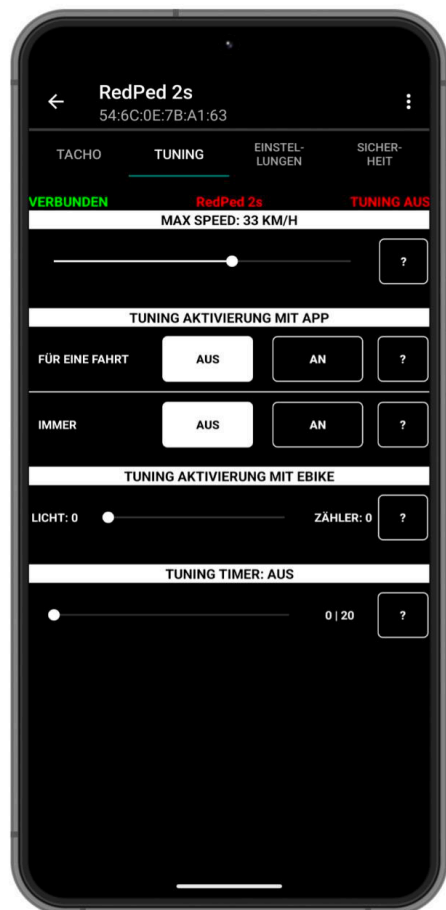 RedPed 2s
54:6C:0E:7B:A1:63
TACHO
TUNING
EINSTEL-
LUNGEN
SICHER-
HEIT
VERBUNDEN RedPed 2s TUNING AUS
MAX SPEED: 33 KM/H
?
TUNING AKTIVIERUNG MIT APP
FÜR EINE FAHRT AUS AN ?
IMMER AUS AN ?
TUNING AKTIVIERUNG MIT EBIKE
LICHT: 0 ZÄHLER: 0 ?
TUNING TIMER: AUS
0 | 20 ?